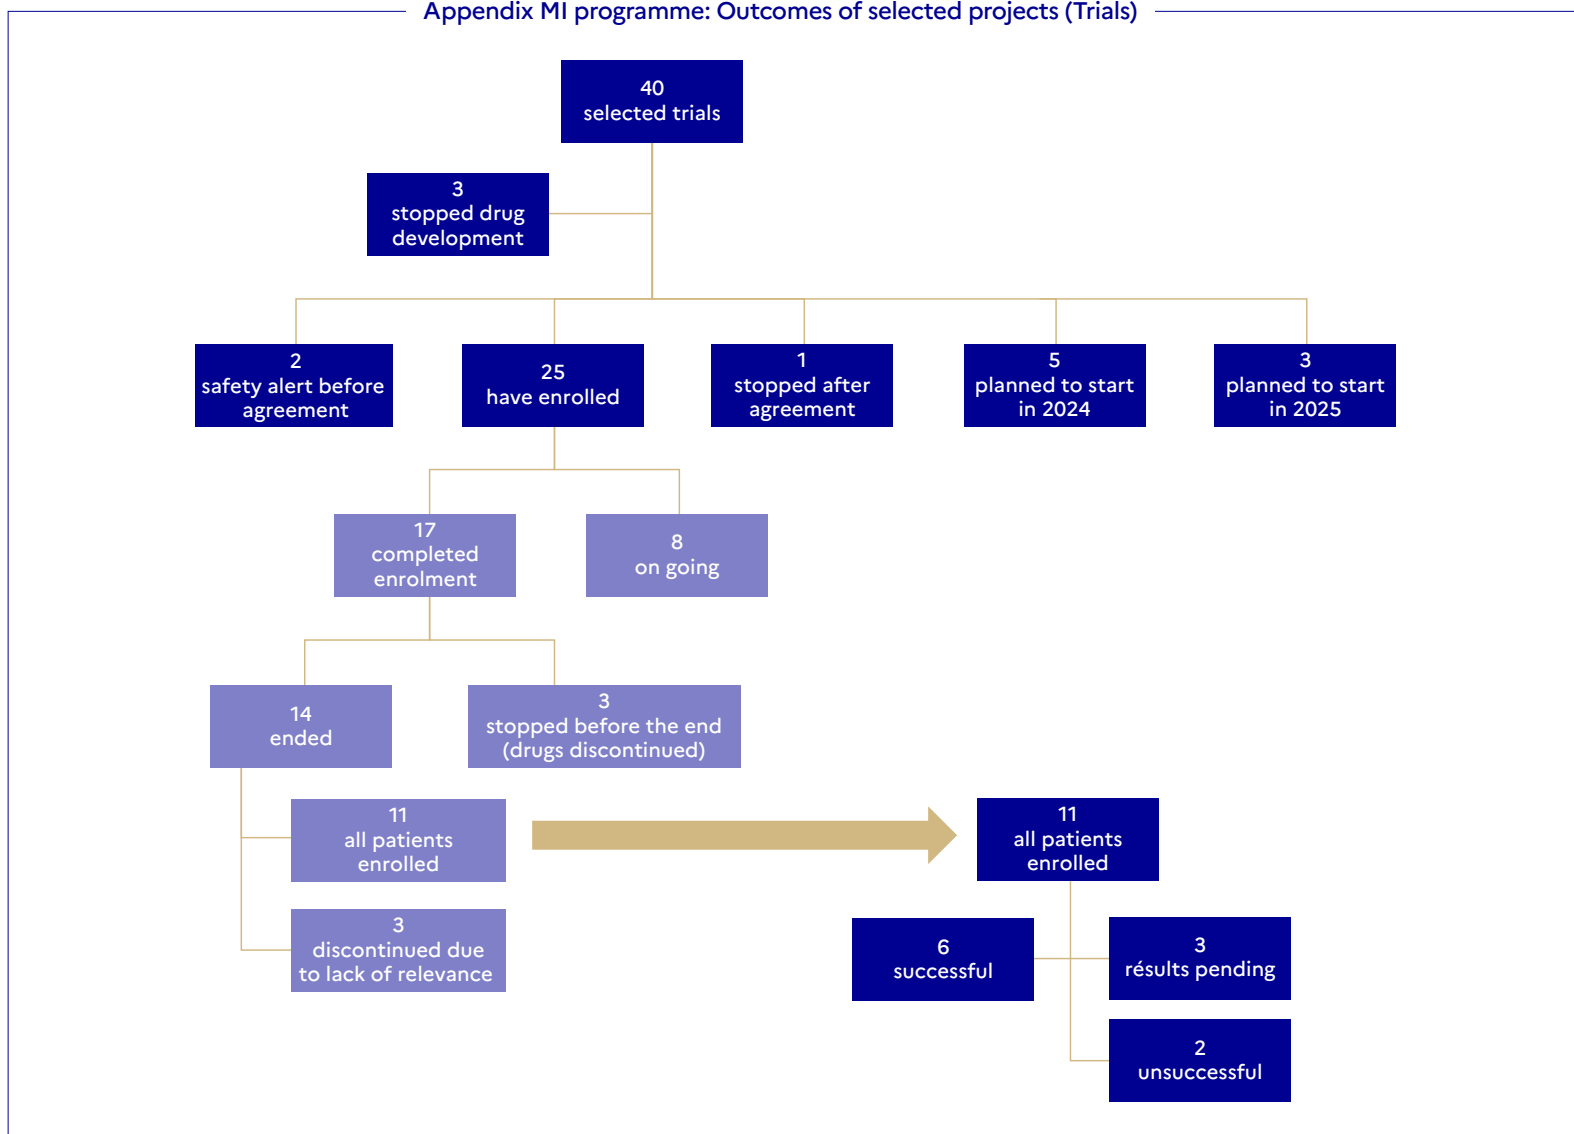 Appendix MI programme: Outcomes of selected projects (Trials)
40
selected trials
3
stopped drug
development
2
safety alert before
agreement
25
have enrolled
1
stopped after
agreement
5
planned to start
in 2024
3
planned to start
in 2025
17
completed
enrolment
8
on going
14
ended
3
stopped before the end
(drugs discontinued)
11
all patients
enrolled
11
all patients
enrolled
3
discontinued due
to lack of relevance
6
successful
3
résults pending
2
unsuccessful